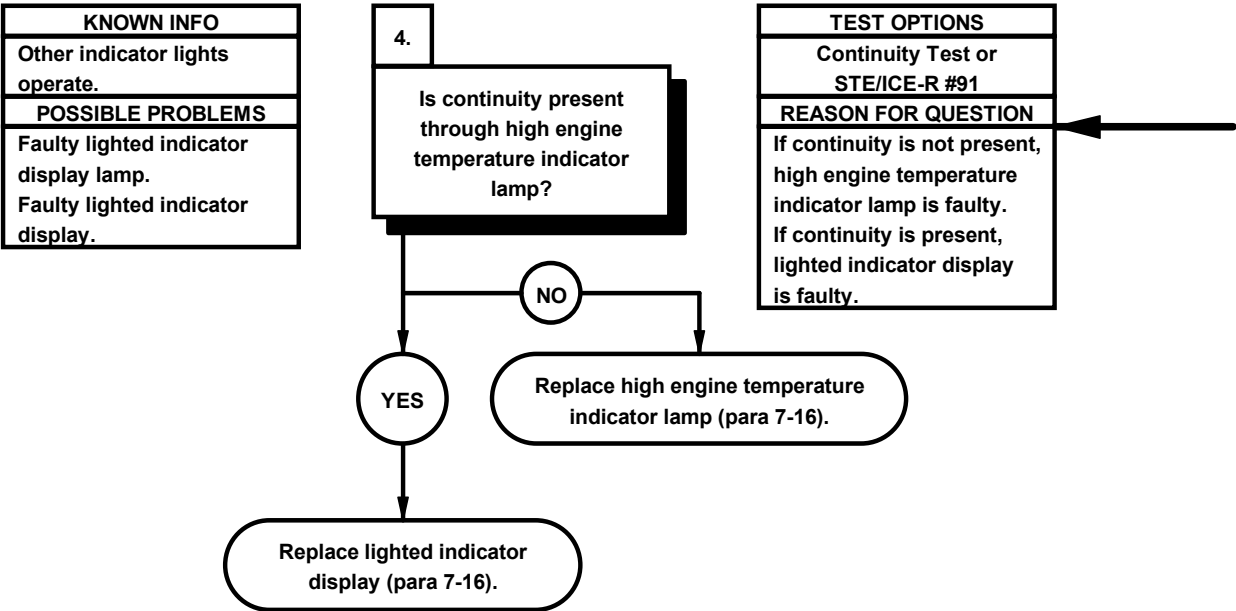 KNOWN INFO
Other indicator lights
operate.
POSSIBLE PROBLEMS
Faulty lighted indicator
display lamp.
Faulty lighted indicator
display.
4.
Is continuity present
through high engine
temperature indicator
lamp?
TEST OPTIONS
Continuity Test or
STE/ICE-R #91
REASON FOR QUESTION
If continuity is not present,
high engine temperature
indicator lamp is faulty.
If continuity is present,
lighted indicator display
is faulty.
NO
YES
Replace high engine temperature
indicator lamp (para 7-16).
Replace lighted indicator
display (para 7-16).